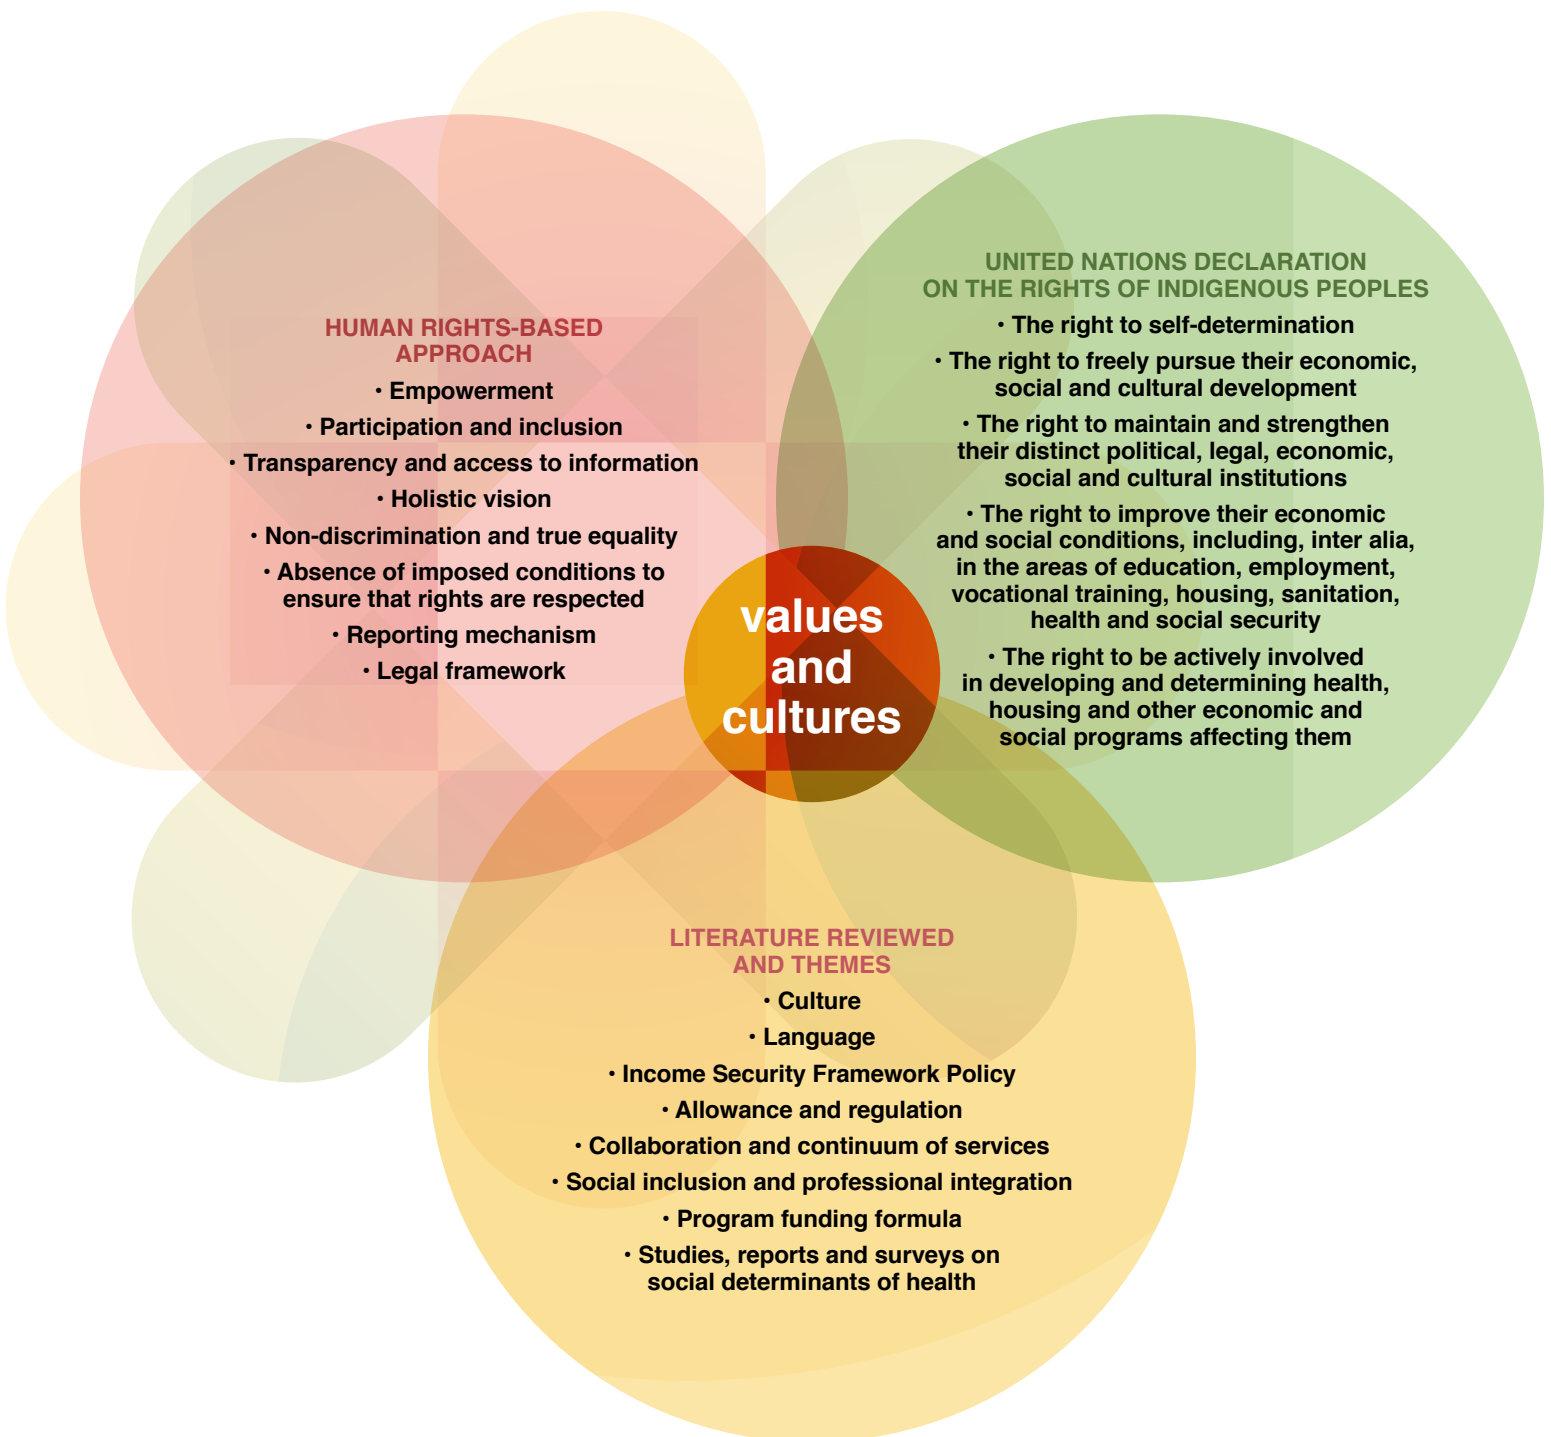 HUMAN RIGHTS-BASED
APPROACH
• Empowerment
• Participation and inclusion
• Transparency and access to information
• Holistic vision
• Non-discrimination and true equality
• Absence of imposed conditions to
ensure that rights are respected
• Reporting mechanism
• Legal framework
UNITED NATIONS DECLARATION
ON THE RIGHTS OF INDIGENOUS PEOPLES
• The right to self-determination
• The right to freely pursue their economic,
social and cultural development
• The right to maintain and strengthen
their distinct political, legal, economic,
social and cultural institutions
• The right to improve their economic
and social conditions, including, inter alia,
in the areas of education, employment,
vocational training, housing, sanitation,
health and social security
• The right to be actively involved
in developing and determining health,
housing and other economic and
social programs affecting them
values
and
cultures
LITERATURE REVIEWED
AND THEMES
• Culture
• Language
• Income Security Framework Policy
• Allowance and regulation
• Collaboration and continuum of services
• Social inclusion and professional integration
• Program funding formula
• Studies, reports and surveys on
social determinants of health